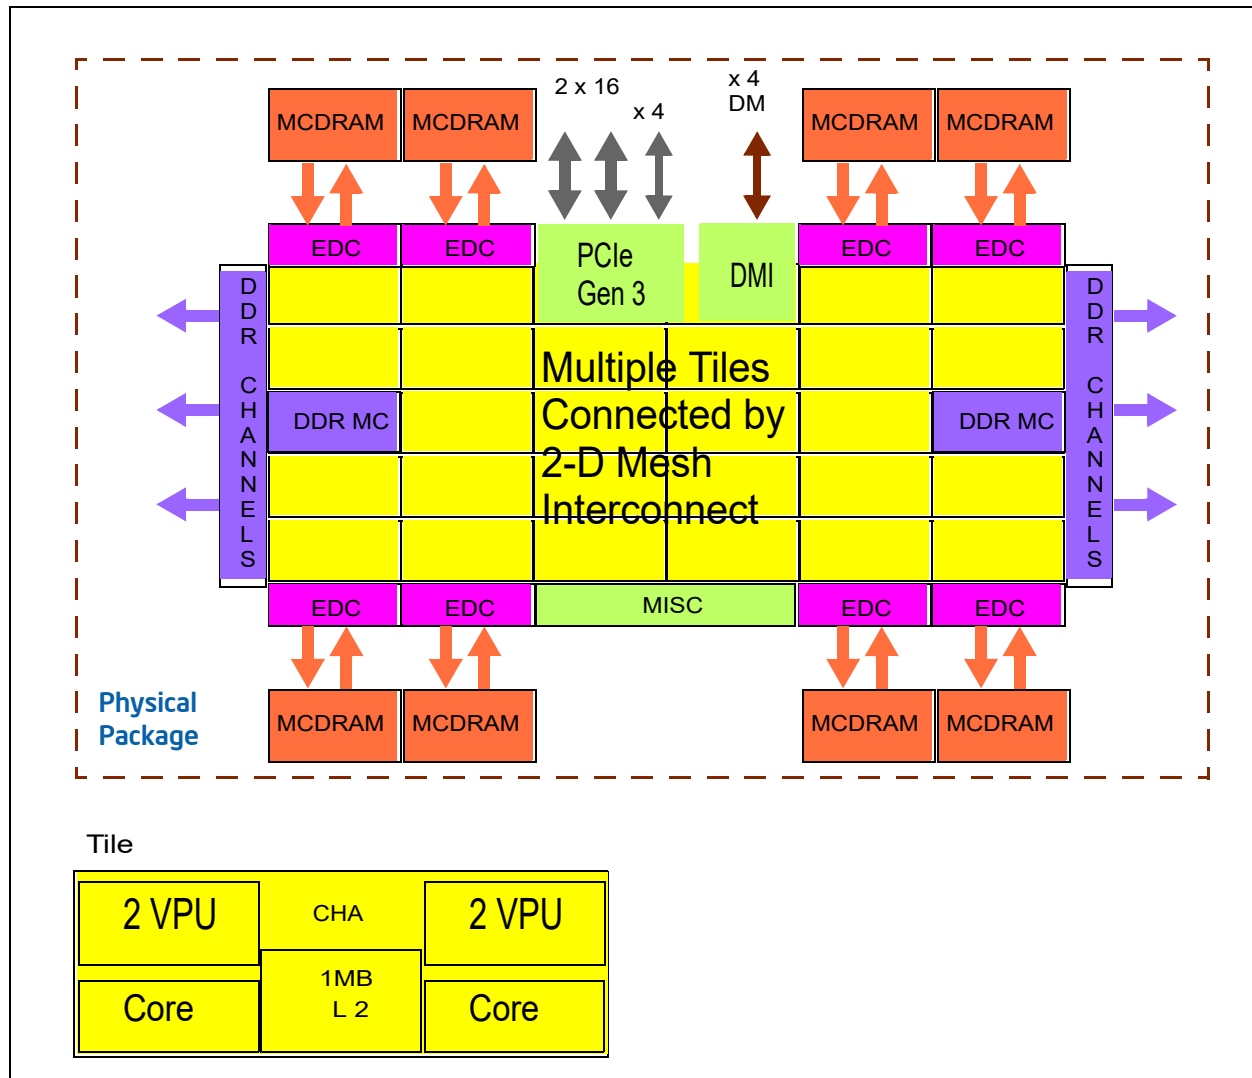 2 x 16
x 4
x 4
DM
MCDRAM
MCDRAM
MCDRAM
MCDRAM
EDC
EDC
PCIe
Gen 3
DMI
EDC
EDC
DDR CHANNELS
DDR CHANNELS
Multiple Tiles
Connected by
2-D Mesh
Interconnect
DDR MC
DDR MC
EDC
EDC
MISC
EDC
EDC
Physical
Package
MCDRAM
MCDRAM
MCDRAM
MCDRAM
Tile
2 VPU
CHA
2 VPU
1MB
L 2
Core
Core